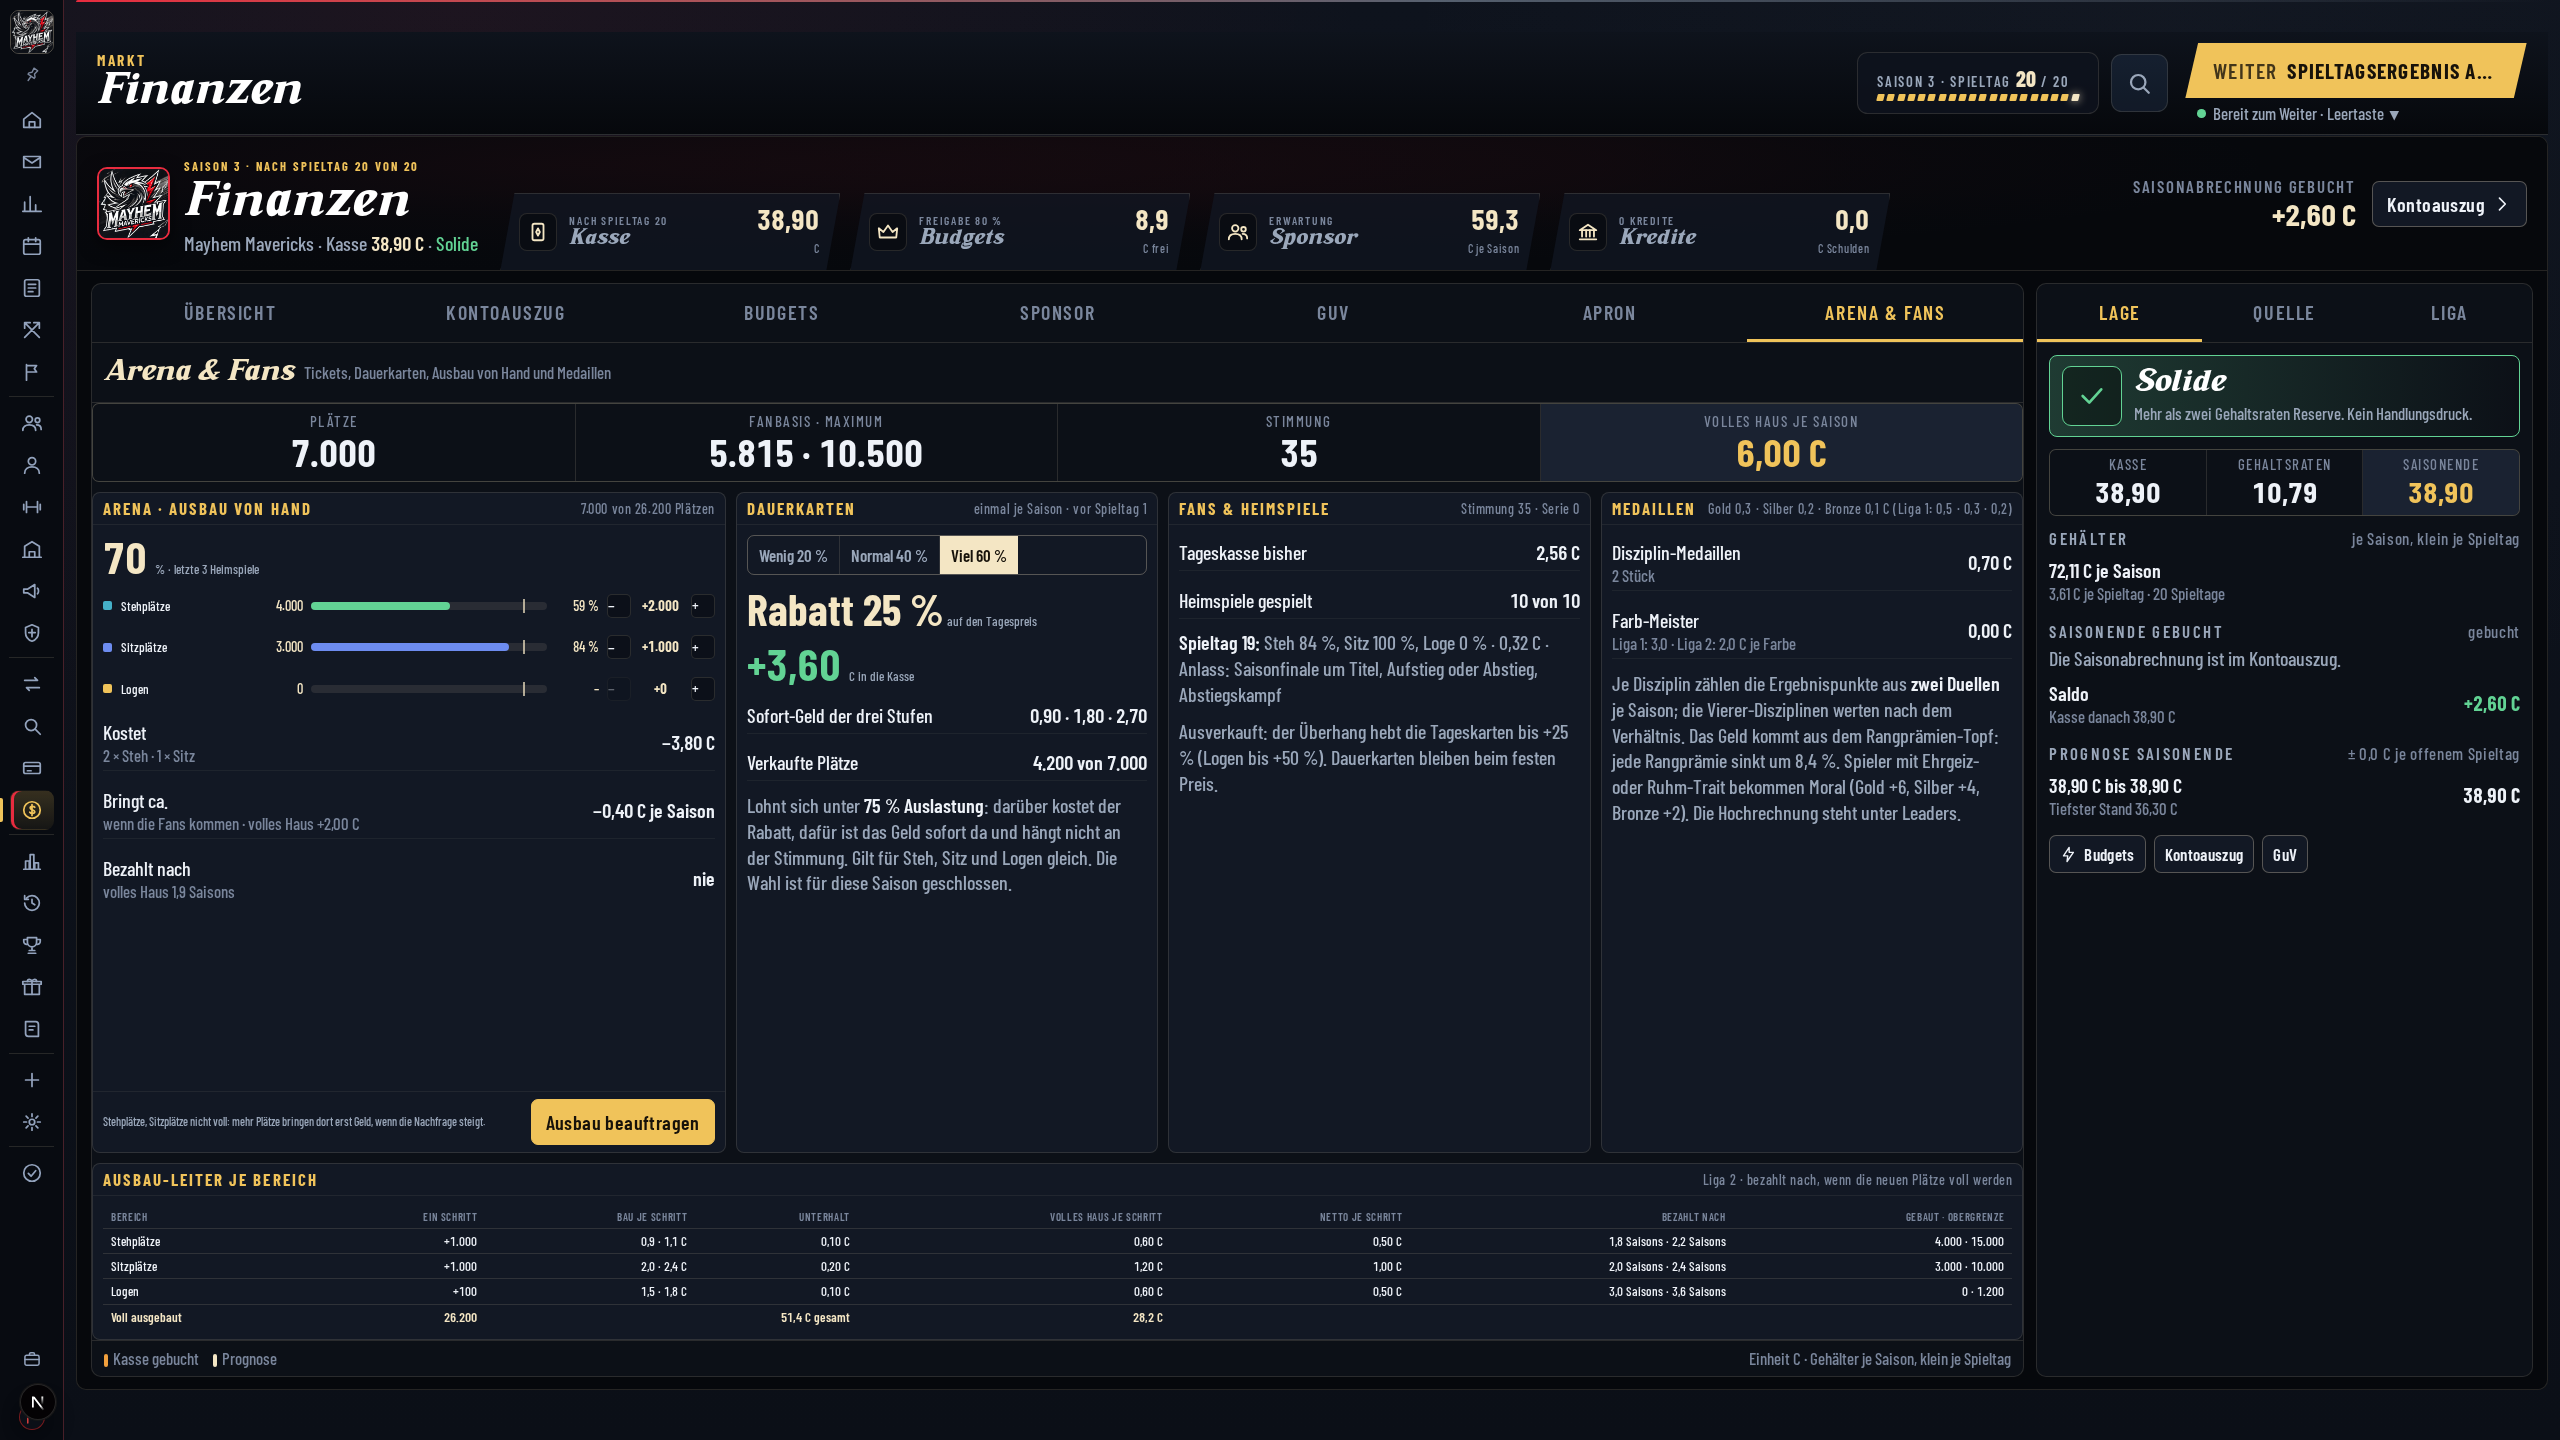 MARKT
Finanzen
SAISON 3 · SPIELTAG 20 / 20
WEITER SPIELTAGSERGEBNIS A...
Bereit zum Weiter · Leertaste ▼
SAISON 3 · NACH SPIELTAG 20 VON 20
Finanzen
Mayhem Mavericks · Kasse 38,90 C · Solide
NACH SPIELTAG 20
Kasse
38,90
C
FREIGABE 80 %
Budgets
8,9
C frei
ERWARTUNG
Sponsor
59,3
C je Saison
0 KREDITE
Kredite
0,0
C Schulden
SAISONABRECHNUNG GEBUCHT
+2,60 C
Kontoauszug
ÜBERSICHT KONTOAUSZUG BUDGETS SPONSOR GUV APRON ARENA & FANS
Arena & Fans Tickets, Dauerkarten, Ausbau von Hand und Medaillen
PLÄTZE
7.000
FANBASIS · MAXIMUM
5.815 · 10.500
STIMMUNG
35
VOLLES HAUS JE SAISON
6,00 C
ARENA · AUSBAU VON HAND 7.000 von 26.200 Plätzen
70 % · letzte 3 Heimspiele
Stehplätze 4.000 59 % – +2.000 +
Sitzplätze 3.000 84 % – +1.000 +
Logen 0 - – +0 +
Kostet
2 × Steh · 1 × Sitz
−3,80 C
Bringt ca.
wenn die Fans kommen · volles Haus +2,00 C
−0,40 C je Saison
Bezahlt nach
volles Haus 1,9 Saisons
nie
Stehplätze, Sitzplätze nicht voll: mehr Plätze bringen dort erst Geld, wenn die Nachfrage steigt.
Ausbau beauftragen
DAUERKARTEN einmal je Saison · vor Spieltag 1
Wenig 20 % Normal 40 % Viel 60 %
Rabatt 25 % auf den Tagespreis
+3,60 C in die Kasse
Sofort-Geld der drei Stufen 0,90 · 1,80 · 2,70
Verkaufte Plätze 4.200 von 7.000
Lohnt sich unter 75 % Auslastung: darüber kostet der
Rabatt, dafür ist das Geld sofort da und hängt nicht an
der Stimmung. Gilt für Steh, Sitz und Logen gleich. Die
Wahl ist für diese Saison geschlossen.
FANS & HEIMSPIELE Stimmung 35 · Serie 0
Tageskasse bisher 2,56 C
Heimspiele gespielt 10 von 10
Spieltag 19: Steh 84 %, Sitz 100 %, Loge 0 % · 0,32 C ·
Anlass: Saisonfinale um Titel, Aufstieg oder Abstieg,
Abstiegskampf
Ausverkauft: der Überhang hebt die Tageskarten bis +25
% (Logen bis +50 %). Dauerkarten bleiben beim festen
Preis.
MEDAILLEN Gold 0,3 · Silber 0,2 · Bronze 0,1 C (Liga 1: 0,5 · 0,3 · 0,2)
Disziplin-Medaillen
2 Stück
0,70 C
Farb-Meister
Liga 1: 3,0 · Liga 2: 2,0 C je Farbe
0,00 C
Je Disziplin zählen die Ergebnispunkte aus zwei Duellen
je Saison; die Vierer-Disziplinen werten nach dem
Verhältnis. Das Geld kommt aus dem Rangprämien-Topf:
jede Rangprämie sinkt um 8,4 %. Spieler mit Ehrgeiz-
oder Ruhm-Trait bekommen Moral (Gold +6, Silber +4,
Bronze +2). Die Hochrechnung steht unter Leaders.
AUSBAU-LEITER JE BEREICH Liga 2 · bezahlt nach, wenn die neuen Plätze voll werden
BEREICH EIN SCHRITT BAU JE SCHRITT UNTERHALT VOLLES HAUS JE SCHRITT NETTO JE SCHRITT BEZAHLT NACH GEBAUT · OBERGRENZE
Stehplätze +1.000 0,9 · 1,1 C 0,10 C 0,60 C 0,50 C 1,8 Saisons · 2,2 Saisons 4.000 · 15.000
Sitzplätze +1.000 2,0 · 2,4 C 0,20 C 1,20 C 1,00 C 2,0 Saisons · 2,4 Saisons 3.000 · 10.000
Logen +100 1,5 · 1,8 C 0,10 C 0,60 C 0,50 C 3,0 Saisons · 3,6 Saisons 0 · 1.200
Voll ausgebaut 26.200 51,4 C gesamt 28,2 C
Kasse gebucht Prognose Einheit C · Gehälter je Saison, klein je Spieltag
LAGE QUELLE LIGA
Solide
Mehr als zwei Gehaltsraten Reserve. Kein Handlungsdruck.
KASSE
38,90
GEHALTSRATEN
10,79
SAISONENDE
38,90
GEHÄLTER je Saison, klein je Spieltag
72,11 C je Saison
3,61 C je Spieltag · 20 Spieltage
SAISONENDE GEBUCHT gebucht
Die Saisonabrechnung ist im Kontoauszug.
Saldo
Kasse danach 38,90 C
+2,60 C
PROGNOSE SAISONENDE ± 0,0 C je offenem Spieltag
38,90 C bis 38,90 C
Tiefster Stand 36,30 C
38,90 C
Budgets Kontoauszug GuV
MAYHEM
MAVERICKS
N